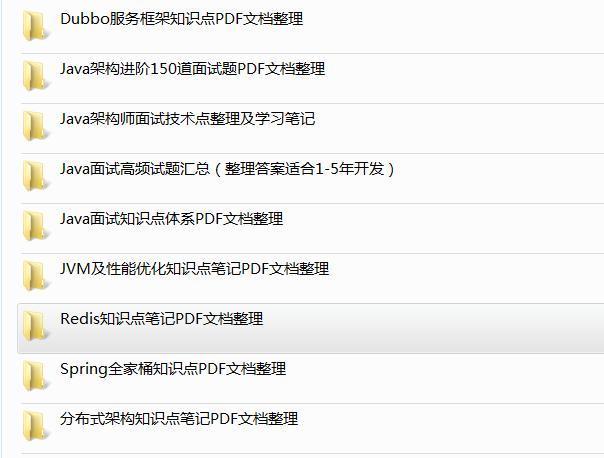 Dubbo服务框架知识点PDF文档整理
Java架构进阶150道面试题PDF文档整理
Java架构师面试技术点整理及学习笔记
Java面试高频试题汇总（整理答案适合1-5年开发）
Java面试知识点体系PDF文档整理
JVM及性能优化知识点笔记PDF文档整理
Redis知识点笔记PDF文档整理
Spring全家桶知识点PDF文档整理
分布式架构知识点笔记PDF文档整理